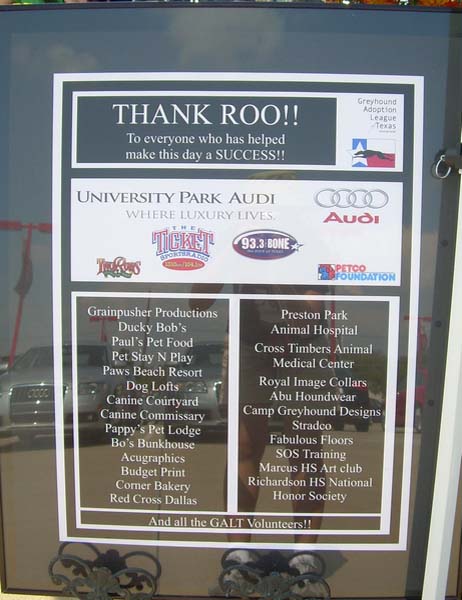 THANK ROO!!
To everyone who has helped
make this day a SUCCESS!!
Greyhound
Adoption
League
of Texas
UNIVERSITY PARK AUDI
WHERE LUXURY LIVES.
Audi
THE
TICKET
SPORTSRADIO
93.3 BONE
PETCO
FOUNDATION
Grainpusher Productions
Ducky Bob's
Paul's Pet Food
Pet Stay N Play
Paws Beach Resort
Dog Lofts
Canine Courtyard
Canine Commissary
Pappy's Pet Lodge
Bo's Bunkhouse
Acugraphics
Budget Print
Corner Bakery
Red Cross Dallas
Preston Park
Animal Hospital
Cross Timbers Animal
Medical Center
Royal Image Collars
Abu Houndwear
Camp Greyhound Designs
Stradco
Fabulous Floors
SOS Training
Marcus HS Art club
Richardson HS National
Honor Society
And all the GALT Volunteers!!